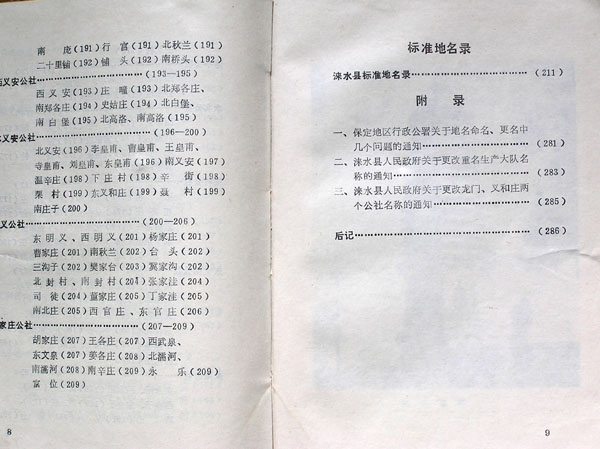 南　庞(191)行　官(191)北秋兰(191)
二十里铺(192)铺　头(192)南桥头(192)
西义安公社……………………………(193—195)
西义安(193)庄　疃(193)北郑各庄、
南郑各庄(194)史姑庄(194)北白堡、
南白堡(195)北高洛、南高洛(195)
北义安公社……………………………(196—200)
北义安(196)李皇甫、曹皇甫、王皇甫、
寺皇甫、刘皇甫、东皇甫(196)南义安(197)
温辛庄(198)下庄村(198)辛　街(198)
渠　村(199)东义和庄(199)聂　村(199)
南庄子(200)
义公社……………………………(200—206)
东明义、西明义(201)杨家庄(201)
曹家庄(201)南秋兰(202)台　头(202)
三沟子(202)樊家台(203)冀家沟(203)
北封村、南封村(204)张家洼(204)
司　徒(204)董家庄(205)丁家洼(205)
南北庄(205)西官庄、东官庄(206)
家庄公社……………………………(207—209)
胡家庄(207)王各庄(207)西武泉、
东文泉(207)娄各庄(208)北瀑河、
南瀑河(208)南辛庄(209)永　乐(209)
富　位(209)
8
标准地名录
涞水县标准地名录……………………………(211)
附　录
一、保定地区行政公署关于地名命名、更名中
几个问题的通知……………………………(281)
二、涞水县人民政府关于更改重名生产大队名
称的通知……………………………(283)
三、涞水县人民政府关于更改龙门、义和庄两
个公社名称的通知……………………………(285)
后记……………………………(286)
9